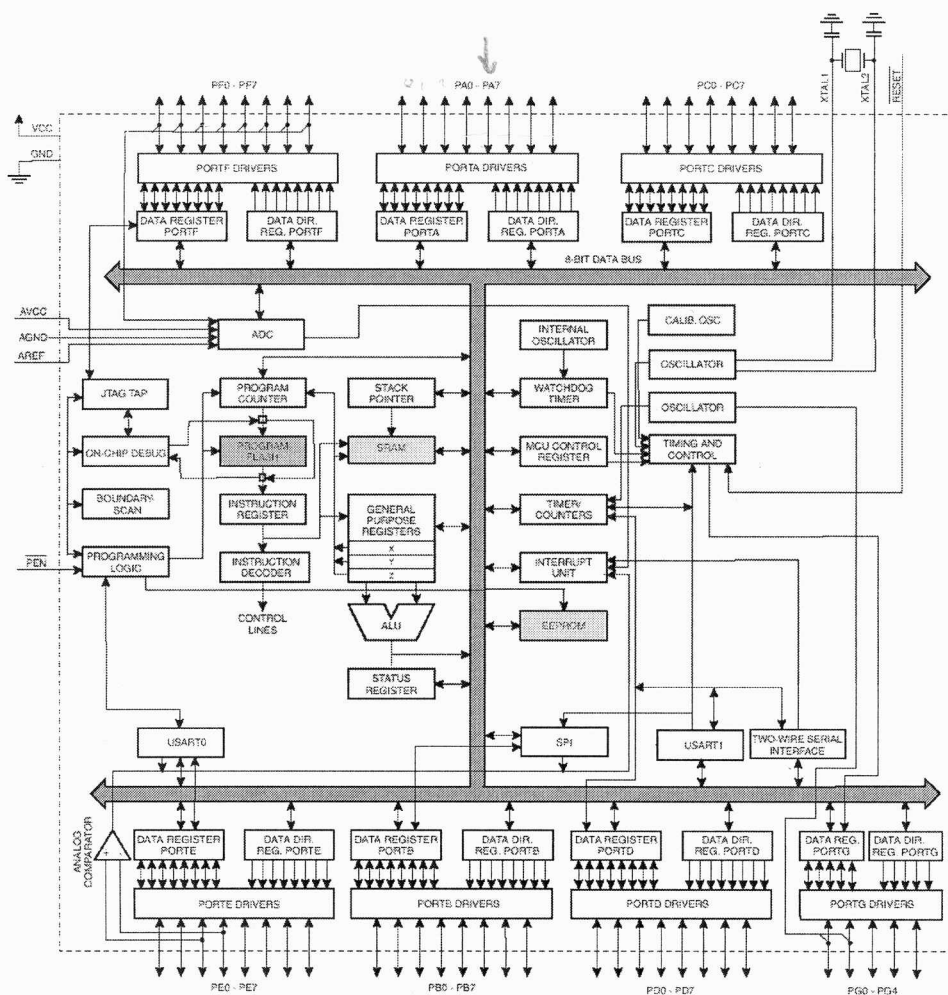 XTAL1
XTAL2
RESET
PF0 - PF7
PA0 - PA7
PC0 - PC7
VCC
GND
PORTF DRIVERS
PORTA DRIVERS
PORTC DRIVERS
DATA REGISTER
PORTF
DATA DIR.
REG. PORTF
DATA REGISTER
PORTA
DATA DIR.
REG. PORTA
DATA REGISTER
PORTC
DATA DIR.
REG. PORTC
8-BIT DATA BUS
AVCC
AGND
AREF
ADC
INTERNAL
OSCILLATOR
CALIB. OSC
OSCILLATOR
JTAG TAP
PROGRAM
COUNTER
STACK
POINTER
WATCHDOG
TIMER
OSCILLATOR
ON-CHIP DEBUG
PROGRAM
FLASH
SRAM
MCU CONTROL
REGISTER
TIMING AND
CONTROL
BOUNDARY
SCAN
INSTRUCTION
REGISTER
GENERAL
PURPOSE
REGISTERS
X
Y
Z
TIMER/
COUNTERS
PEN
PROGRAMMING
LOGIC
INSTRUCTION
DECODER
INTERRUPT
UNIT
CONTROL
LINES
ALU
EEPROM
STATUS
REGISTER
USART0
SPI
USART1
TWO-WIRE SERIAL
INTERFACE
ANALOG
COMPARATOR
DATA REGISTER
PORTE
DATA DIR.
REG. PORTE
DATA REGISTER
PORTB
DATA DIR.
REG. PORTB
DATA REGISTER
PORTD
DATA DIR.
REG. PORTD
DATA REG.
PORTG
DATA DIR.
REG. PORTG
PORTE DRIVERS
PORTB DRIVERS
PORTD DRIVERS
PORTG DRIVERS
PE0 - PE7
PB0 - PB7
PD0 - PD7
PG0 - PG4